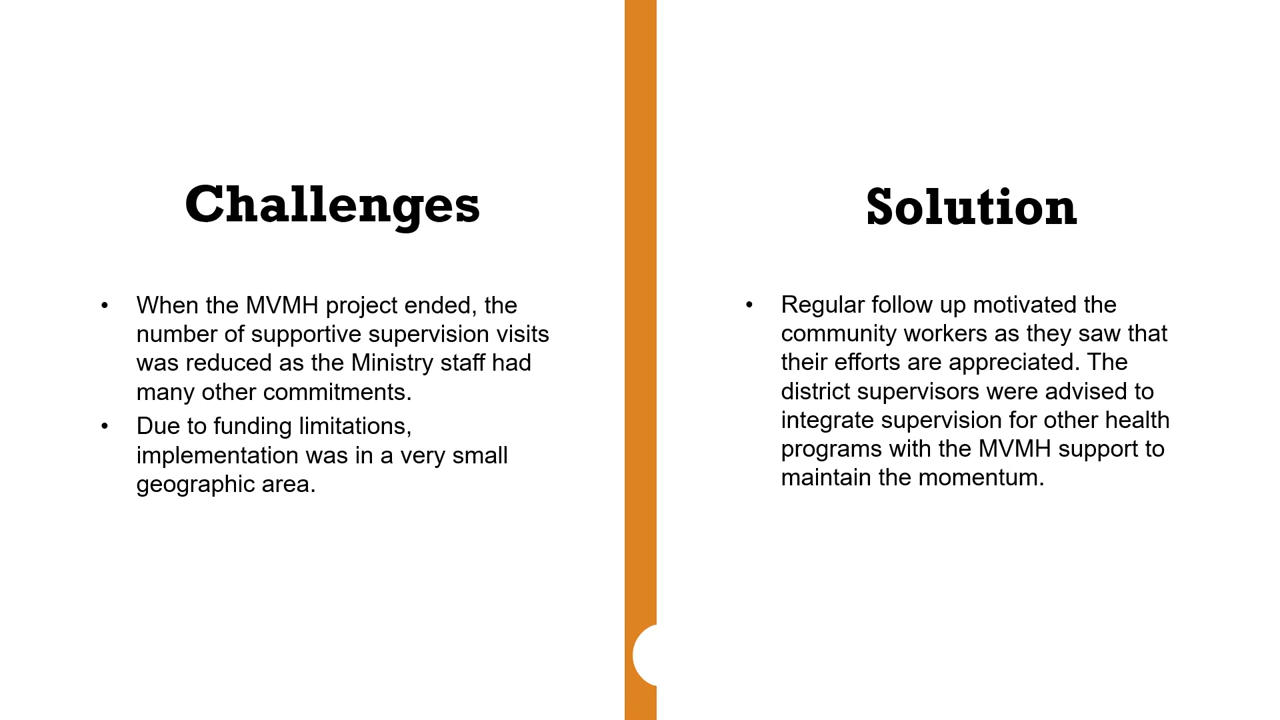 Challenges
• When the MVMH project ended, the
number of supportive supervision visits
was reduced as the Ministry staff had
many other commitments.
• Due to funding limitations,
implementation was in a very small
geographic area.
Solution
• Regular follow up motivated the
community workers as they saw that
their efforts are appreciated. The
district supervisors were advised to
integrate supervision for other health
programs with the MVMH support to
maintain the momentum.